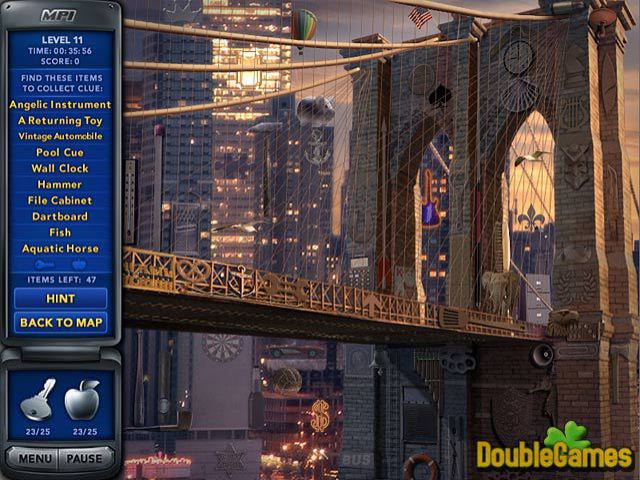 MPI
LEVEL 11
TIME: 00:35:56
SCORE: 0
FIND THESE ITEMS
TO COLLECT CLUE:
Angelic Instrument
A Returning Toy
Vintage Automobile
Pool Cue
Wall Clock
Hammer
File Cabinet
Dartboard
Fish
Aquatic Horse
ITEMS LEFT: 47
HINT
BACK TO MAP
23/25
23/25
MENU
PAUSE
BUS
DoubleGames